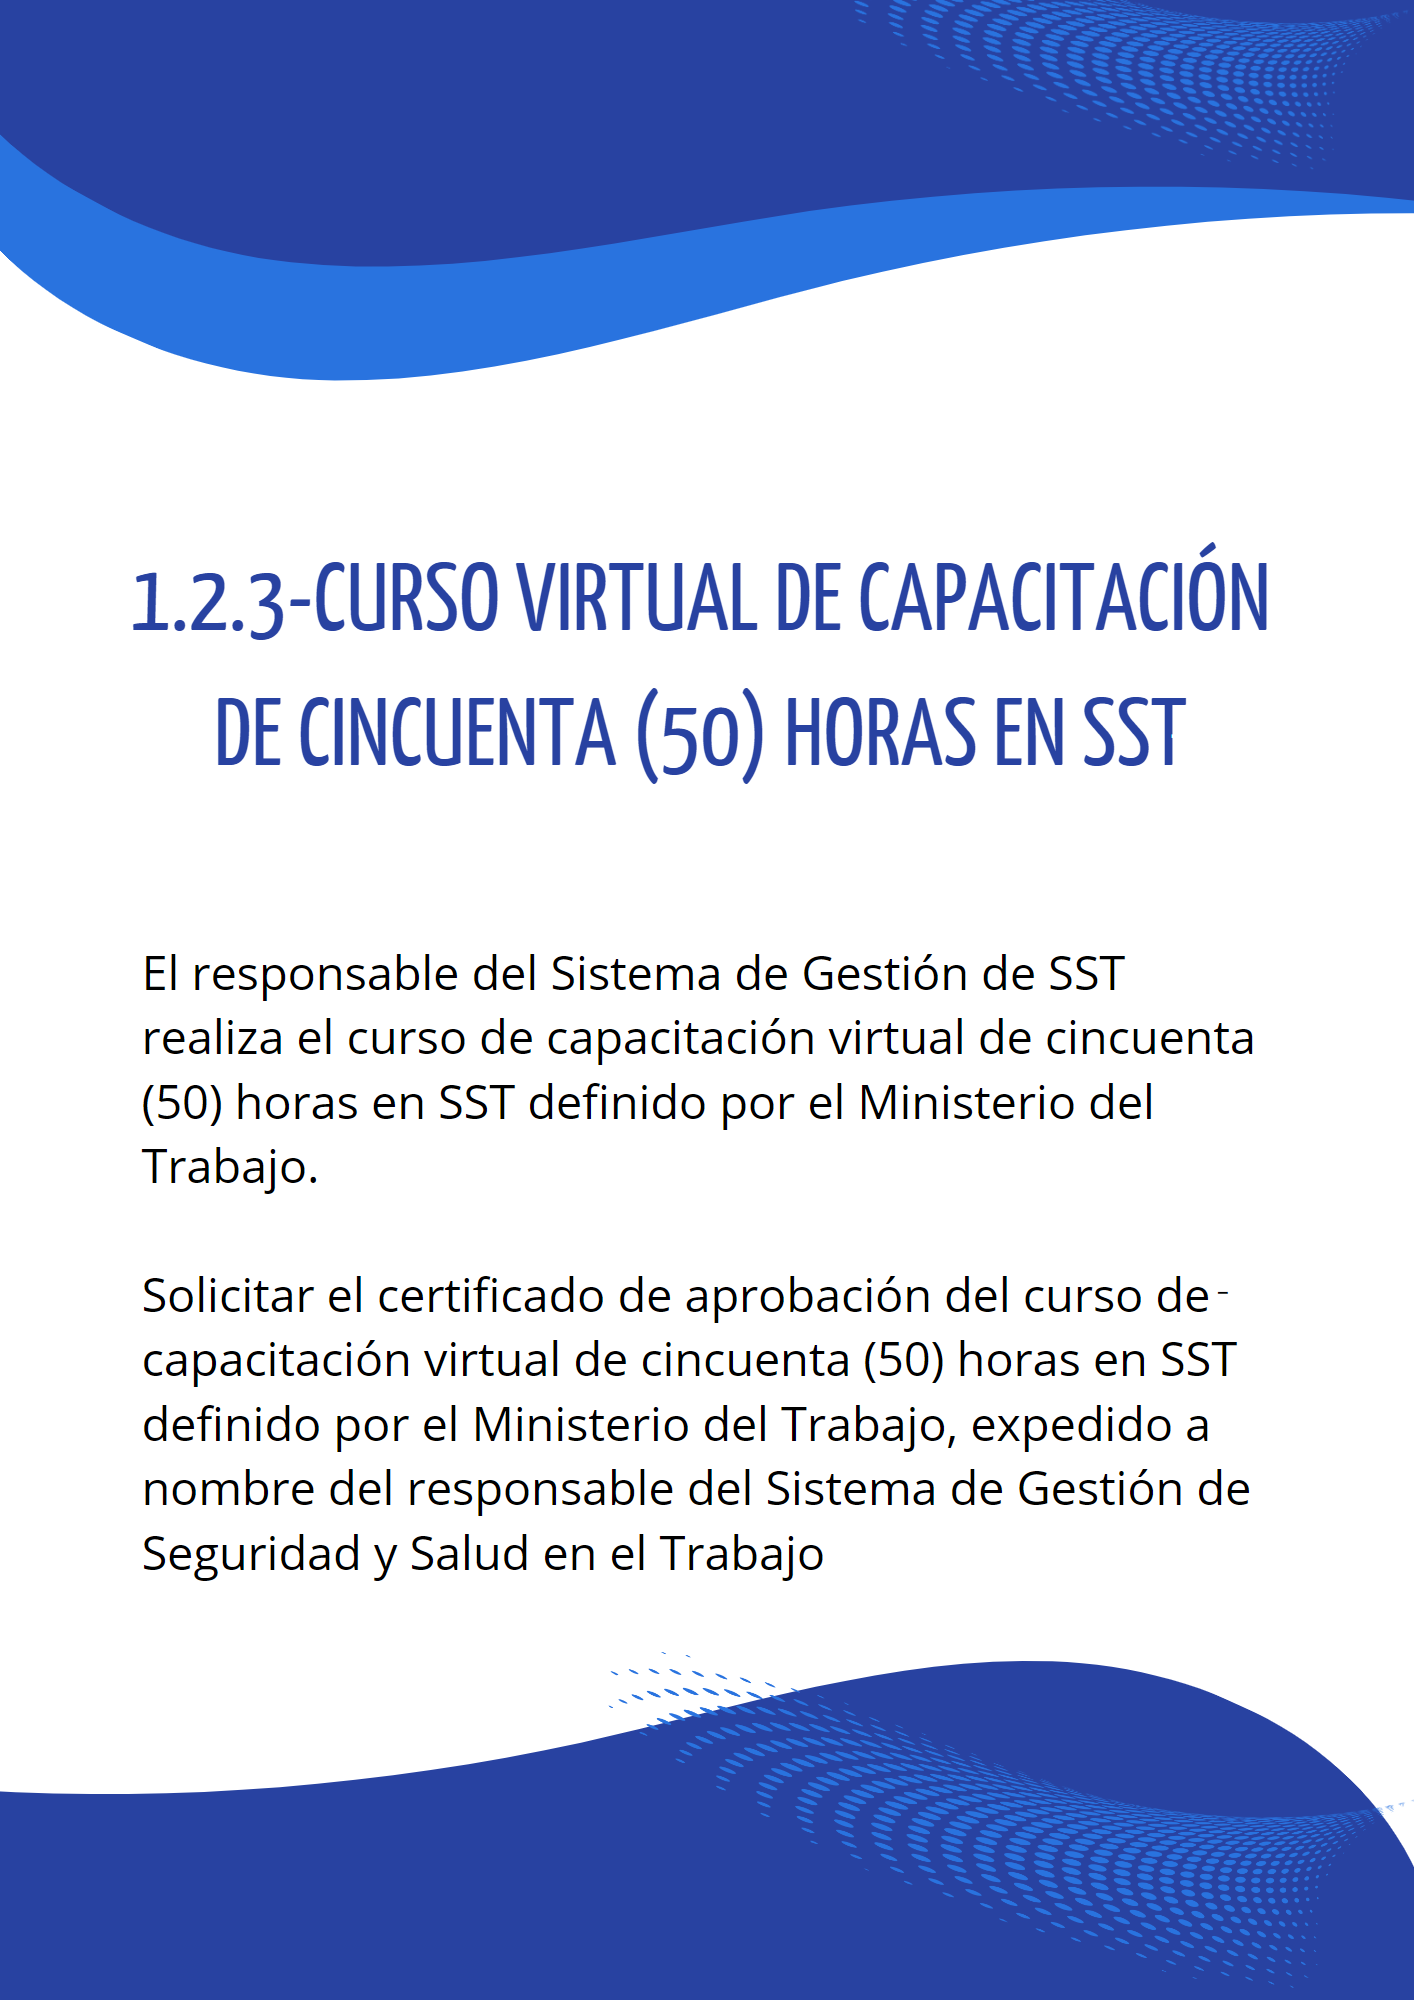 1.2.3-CURSO VIRTUAL DE CAPACITACIÓN
DE CINCUENTA (50) HORAS EN SST
El responsable del Sistema de Gestión de SST
realiza el curso de capacitación virtual de cincuenta
(50) horas en SST definido por el Ministerio del
Trabajo.
Solicitar el certificado de aprobación del curso de -
capacitación virtual de cincuenta (50) horas en SST
definido por el Ministerio del Trabajo, expedido a
nombre del responsable del Sistema de Gestión de
Seguridad y Salud en el Trabajo